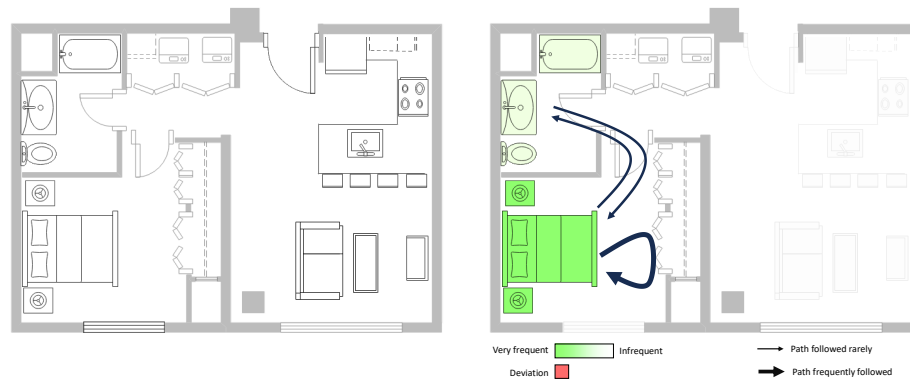 Very frequent Infrequent
Deviation
Path followed rarely
Path frequently followed